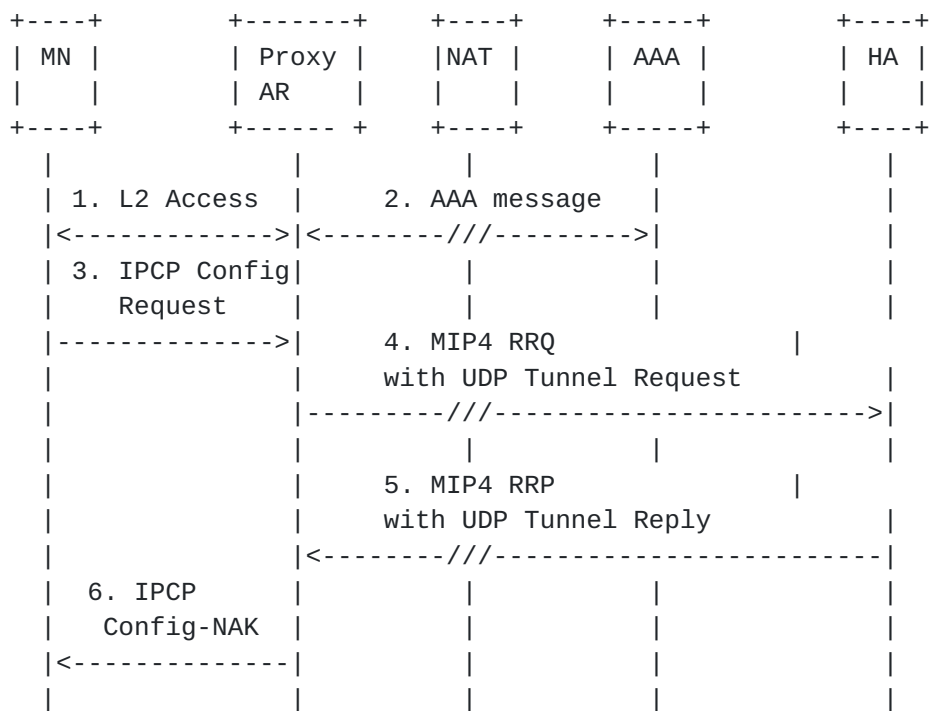 +----+        +-------+    +----+     +-----+        +----+
| MN |        | Proxy |    |NAT |     | AAA |        | HA |
|    |        | AR    |    |    |     |     |        |    |
+----+        +------ +    +----+     +-----+        +----+
  |               |          |           |              |
  | 1. L2 Access  |     2. AAA message   |              |
  |<------------->|<--------///--------->|              |
  | 3. IPCP Config|          |           |              |
  |    Request    |          |           |              |
  |-------------->|     4. MIP4 RRQ               |
  |               |     with UDP Tunnel Request         |
  |               |---------///------------------------>|
  |               |          |           |              |
  |               |     5. MIP4 RRP               |
  |               |     with UDP Tunnel Reply           |
  |               |<--------///-------------------------|
  |  6. IPCP      |          |           |              |
  |   Config-NAK  |          |           |              |
  |<--------------|          |           |              |
  |               |          |           |              |